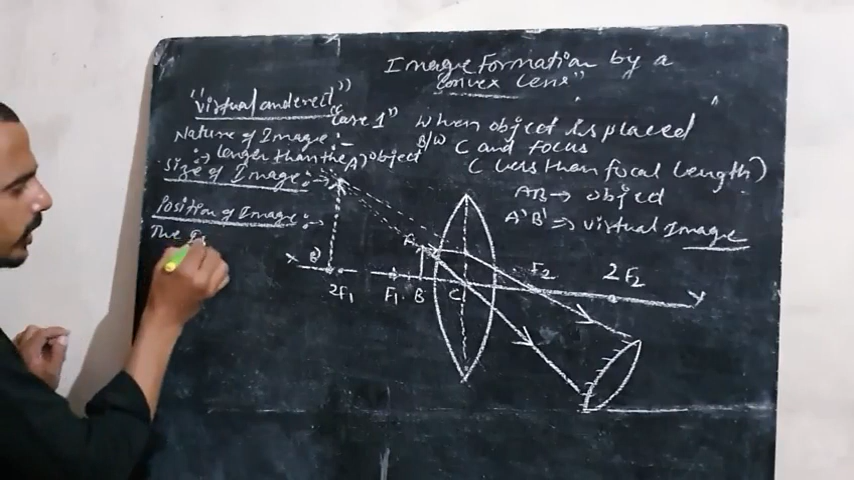 Image Formation by a
Convex Lens"
"Virtual and erect"
Nature of Image :-
"Case 1" When object is placed
B/W C and focus
(less than focal length)
longer than the object
Size of Image :→
AB → object
A'B' ⇒ virtual Image
Position of Image :→
The
A'
A
X B' 2F1 F1 B C F2 2F2 Y